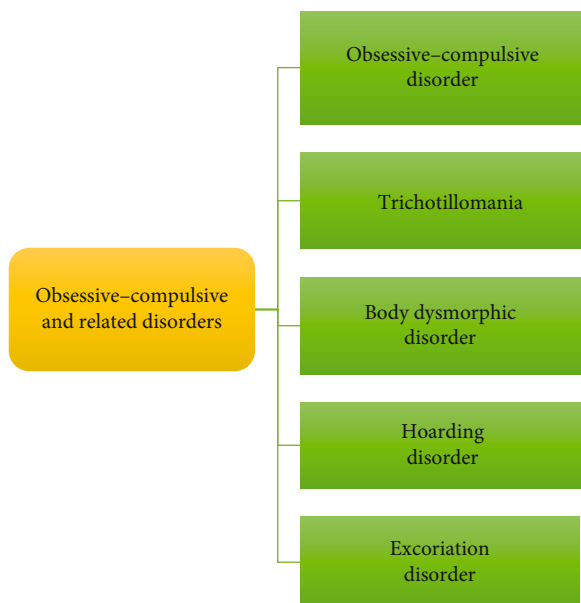 Obsessive–compulsive
disorder
Trichotillomania
Body dysmorphic
disorder
Obsessive–compulsive
and related disorders
Hoarding
disorder
Excoriation
disorder